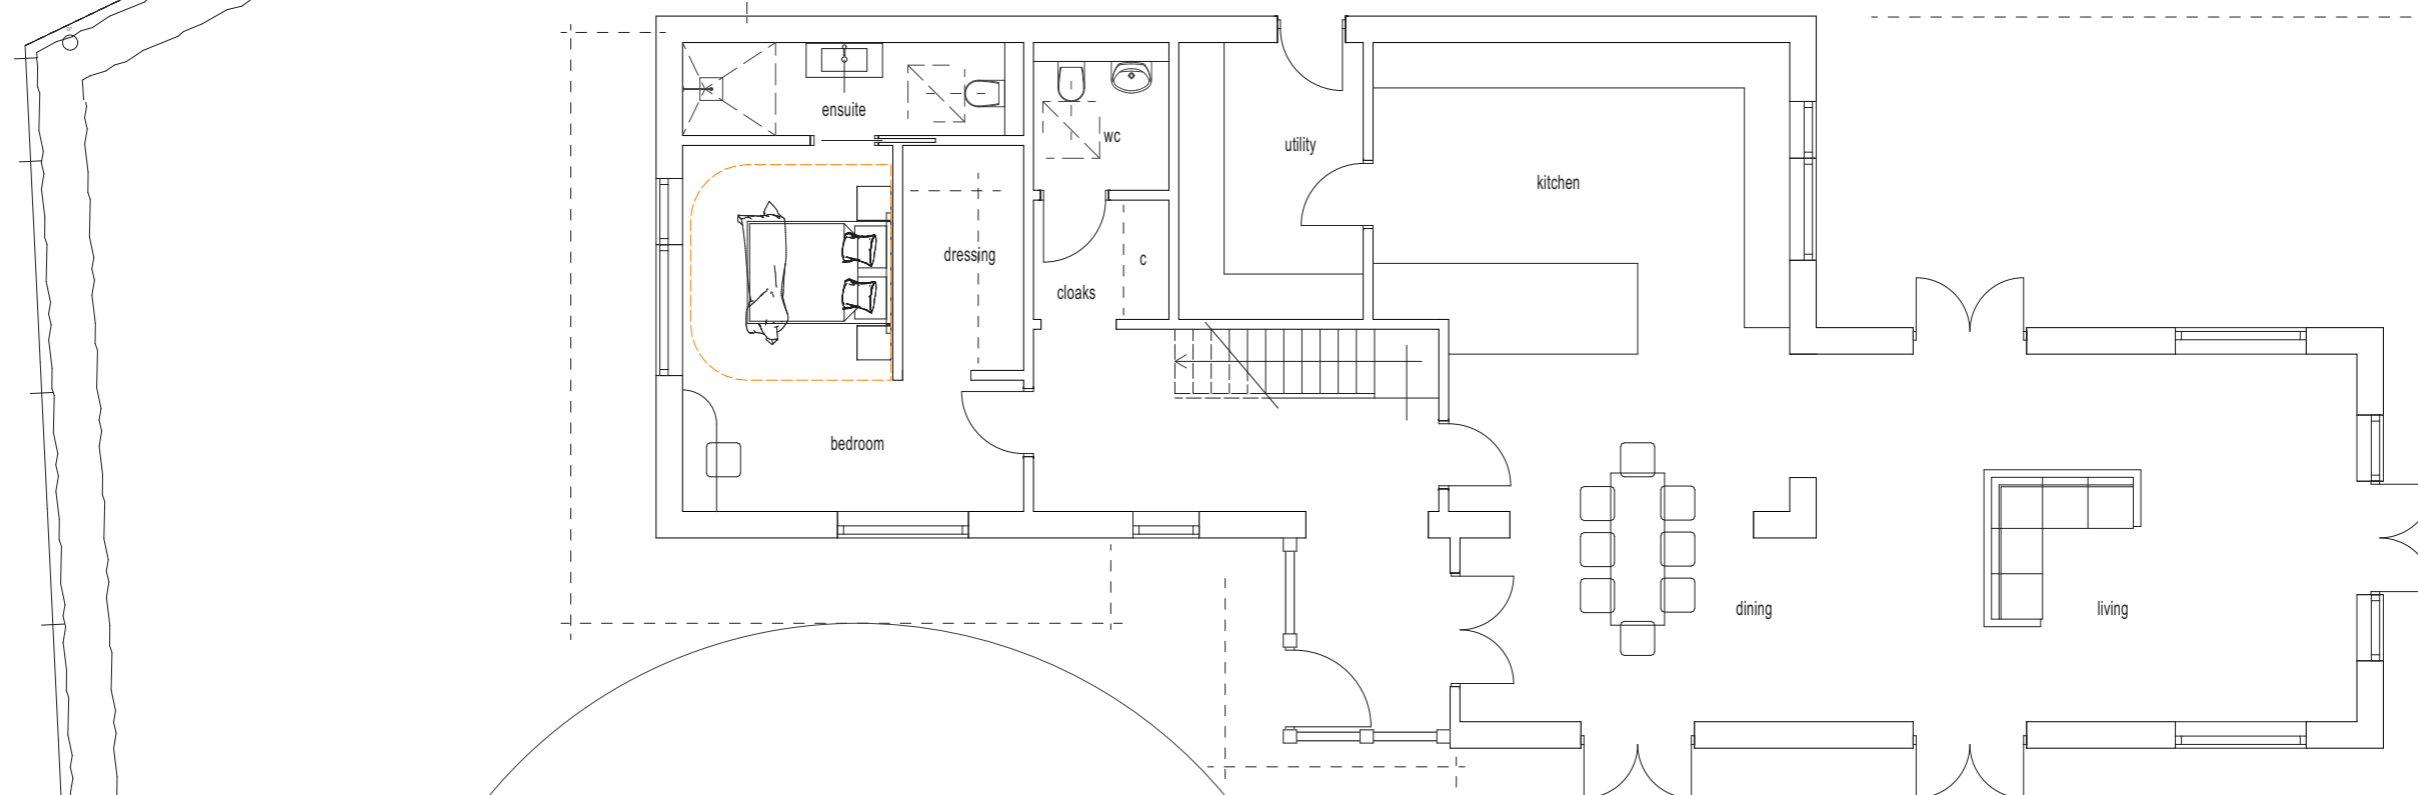 ensuite
wc
utility
kitchen
dressing
c
cloaks
bedroom
dining
living